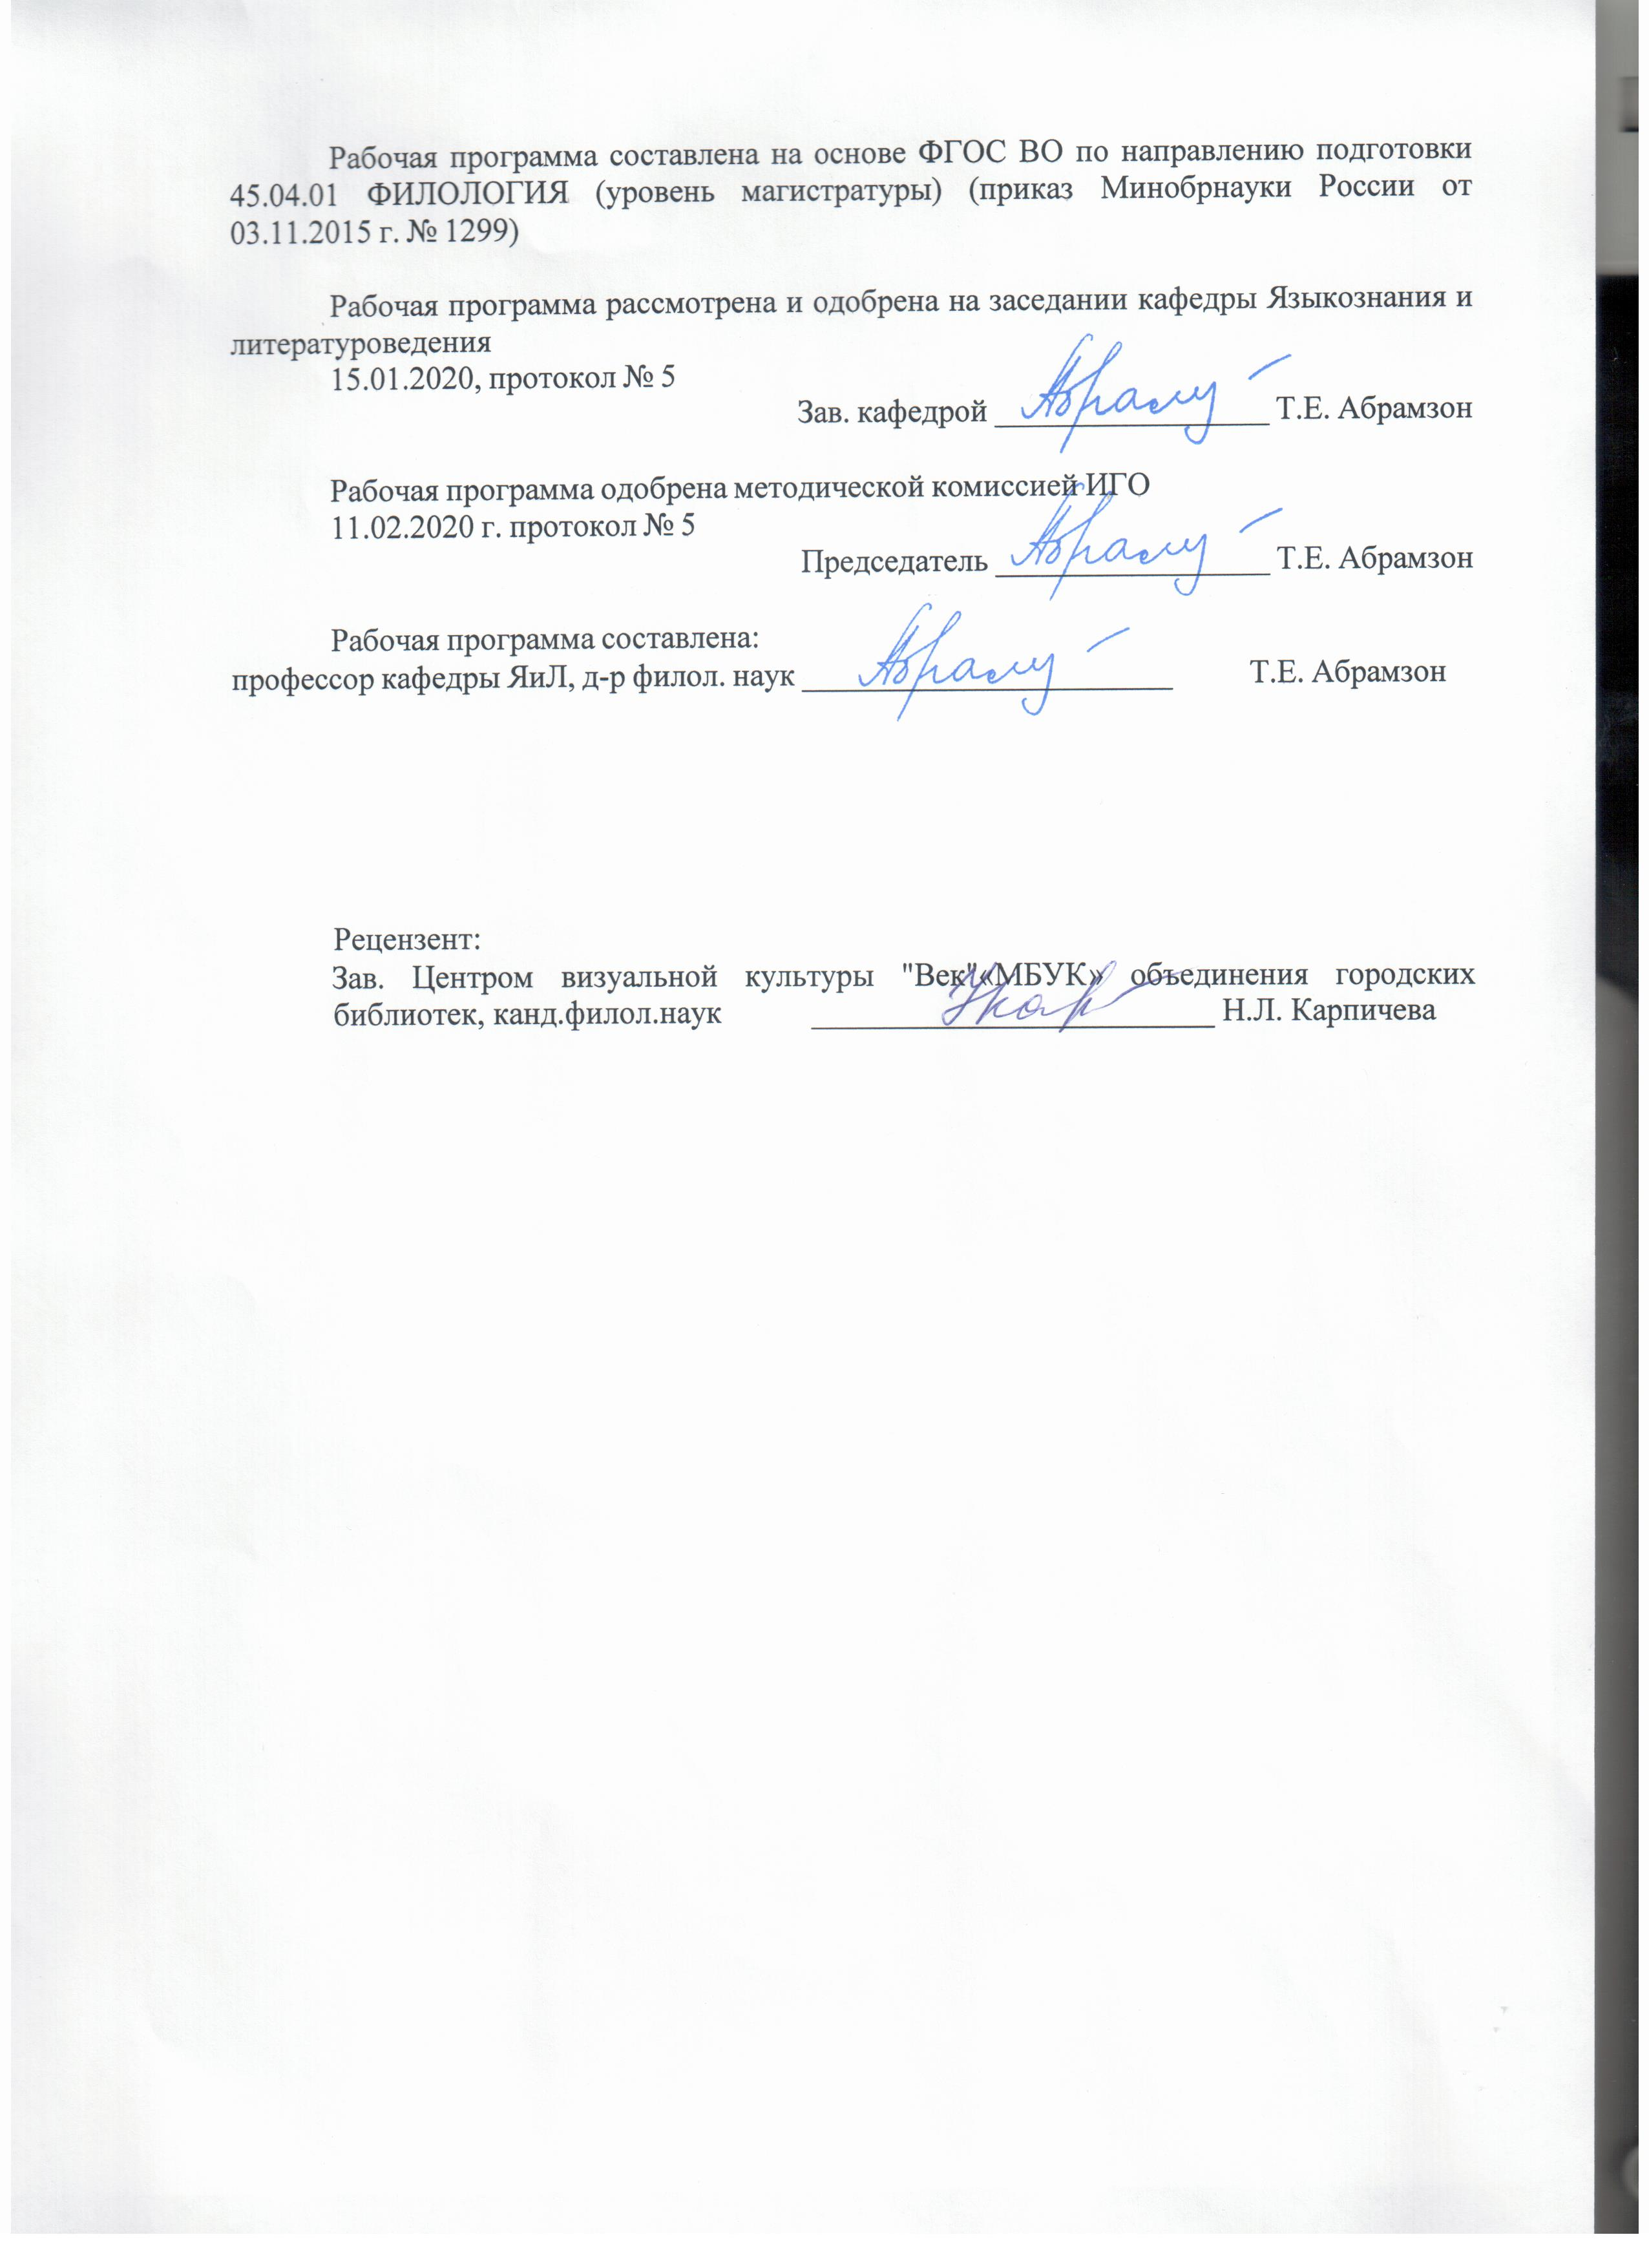 Рабочая программа составлена на основе ФГОС ВО по направлению подготовки
45.04.01 ФИЛОЛОГИЯ (уровень магистратуры) (приказ Минобрнауки России от
03.11.2015 г. № 1299)
Рабочая программа рассмотрена и одобрена на заседании кафедры Языкознания и
литературоведения
15.01.2020, протокол № 5
Зав. кафедрой ________________ Т.Е. Абрамзон
Рабочая программа одобрена методической комиссией ИГО
11.02.2020 г. протокол № 5
Председатель ________________ Т.Е. Абрамзон
Рабочая программа составлена:
профессор кафедры ЯиЛ, д-р филол. наук ______________________ Т.Е. Абрамзон
Рецензент:
Зав. Центром визуальной культуры "Век"«МБУК» объединения городских
библиотек, канд.филол.наук ________________________ Н.Л. Карпичева